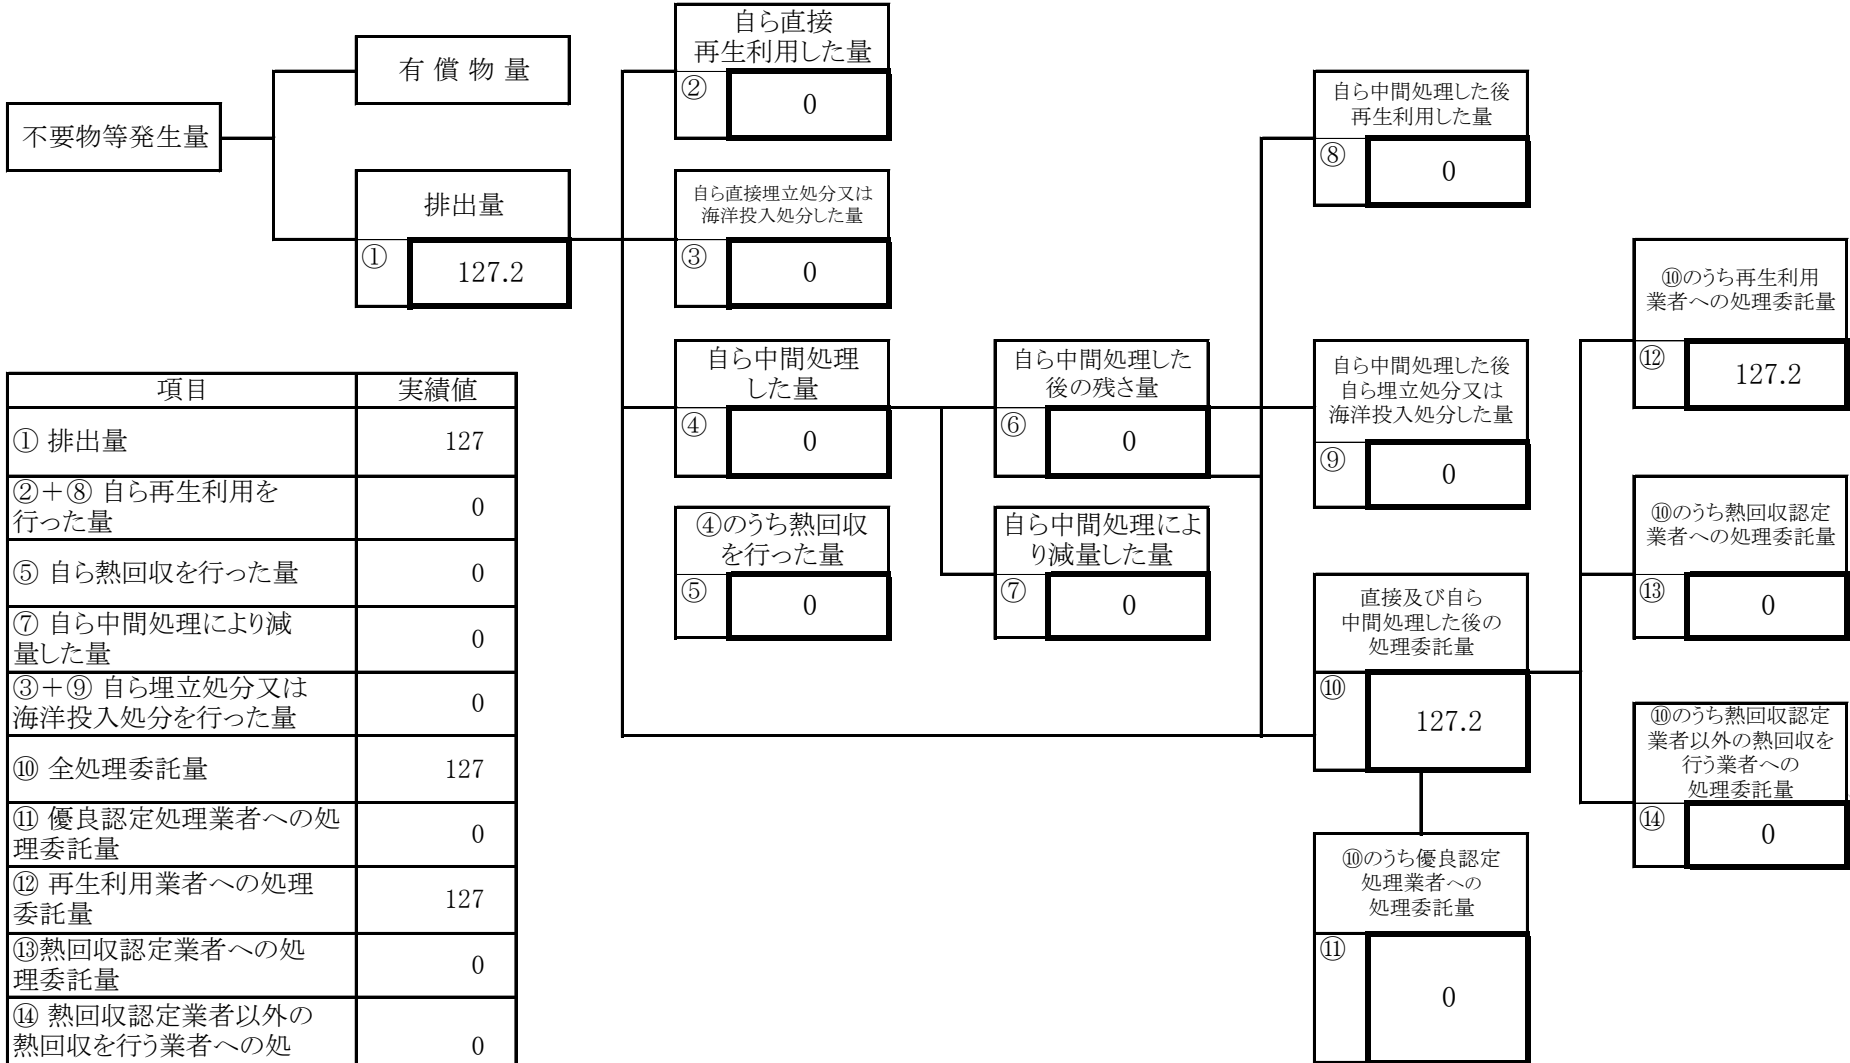 自ら直接
再生利用した量
②
0
有 償 物 量
不要物等発生量
自ら中間処理した後
再生利用した量
⑧
0
排出量
①
127.2
自ら直接埋立処分又は
海洋投入処分した量
③
0
⑩のうち再生利用
業者への処理委託量
⑫
127.2
自ら中間処理
した量
④
0
自ら中間処理した
後の残さ量
⑥
0
自ら中間処理した後
自ら埋立処分又は
海洋投入処分した量
⑨
0
④のうち熱回収
を行った量
⑤
0
自ら中間処理によ
り減量した量
⑦
0
⑩のうち熱回収認定
業者への処理委託量
⑬
0
直接及び自ら
中間処理した後の
処理委託量
⑩
127.2
⑩のうち熱回収認定
業者以外の熱回収を
行う業者への
処理委託量
⑭
0
⑩のうち優良認定
処理業者への
処理委託量
⑪
0
項目 実績値
① 排出量 127
②＋⑧ 自ら再生利用を
行った量 0
⑤ 自ら熱回収を行った量 0
⑦ 自ら中間処理により減
量した量 0
③＋⑨ 自ら埋立処分又は
海洋投入処分を行った量 0
⑩ 全処理委託量 127
⑪ 優良認定処理業者への処
理委託量 0
⑫ 再生利用業者への処理
委託量 127
⑬熱回収認定業者への処
理委託量 0
⑭ 熱回収認定業者以外の
熱回収を行う業者への処 0